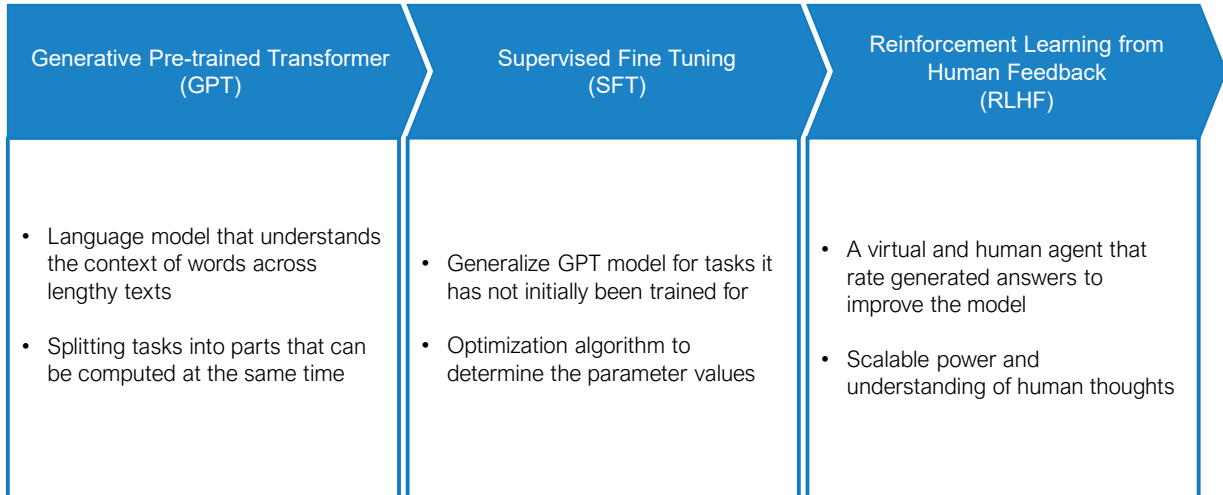 Generative Pre-trained Transformer
(GPT)
Supervised Fine Tuning
(SFT)
Reinforcement Learning from
Human Feedback
(RLHF)
• Language model that understands
the context of words across
lengthy texts
• Splitting tasks into parts that can
be computed at the same time
• Generalize GPT model for tasks it
has not initially been trained for
• Optimization algorithm to
determine the parameter values
• A virtual and human agent that
rate generated answers to
improve the model
• Scalable power and
understanding of human thoughts